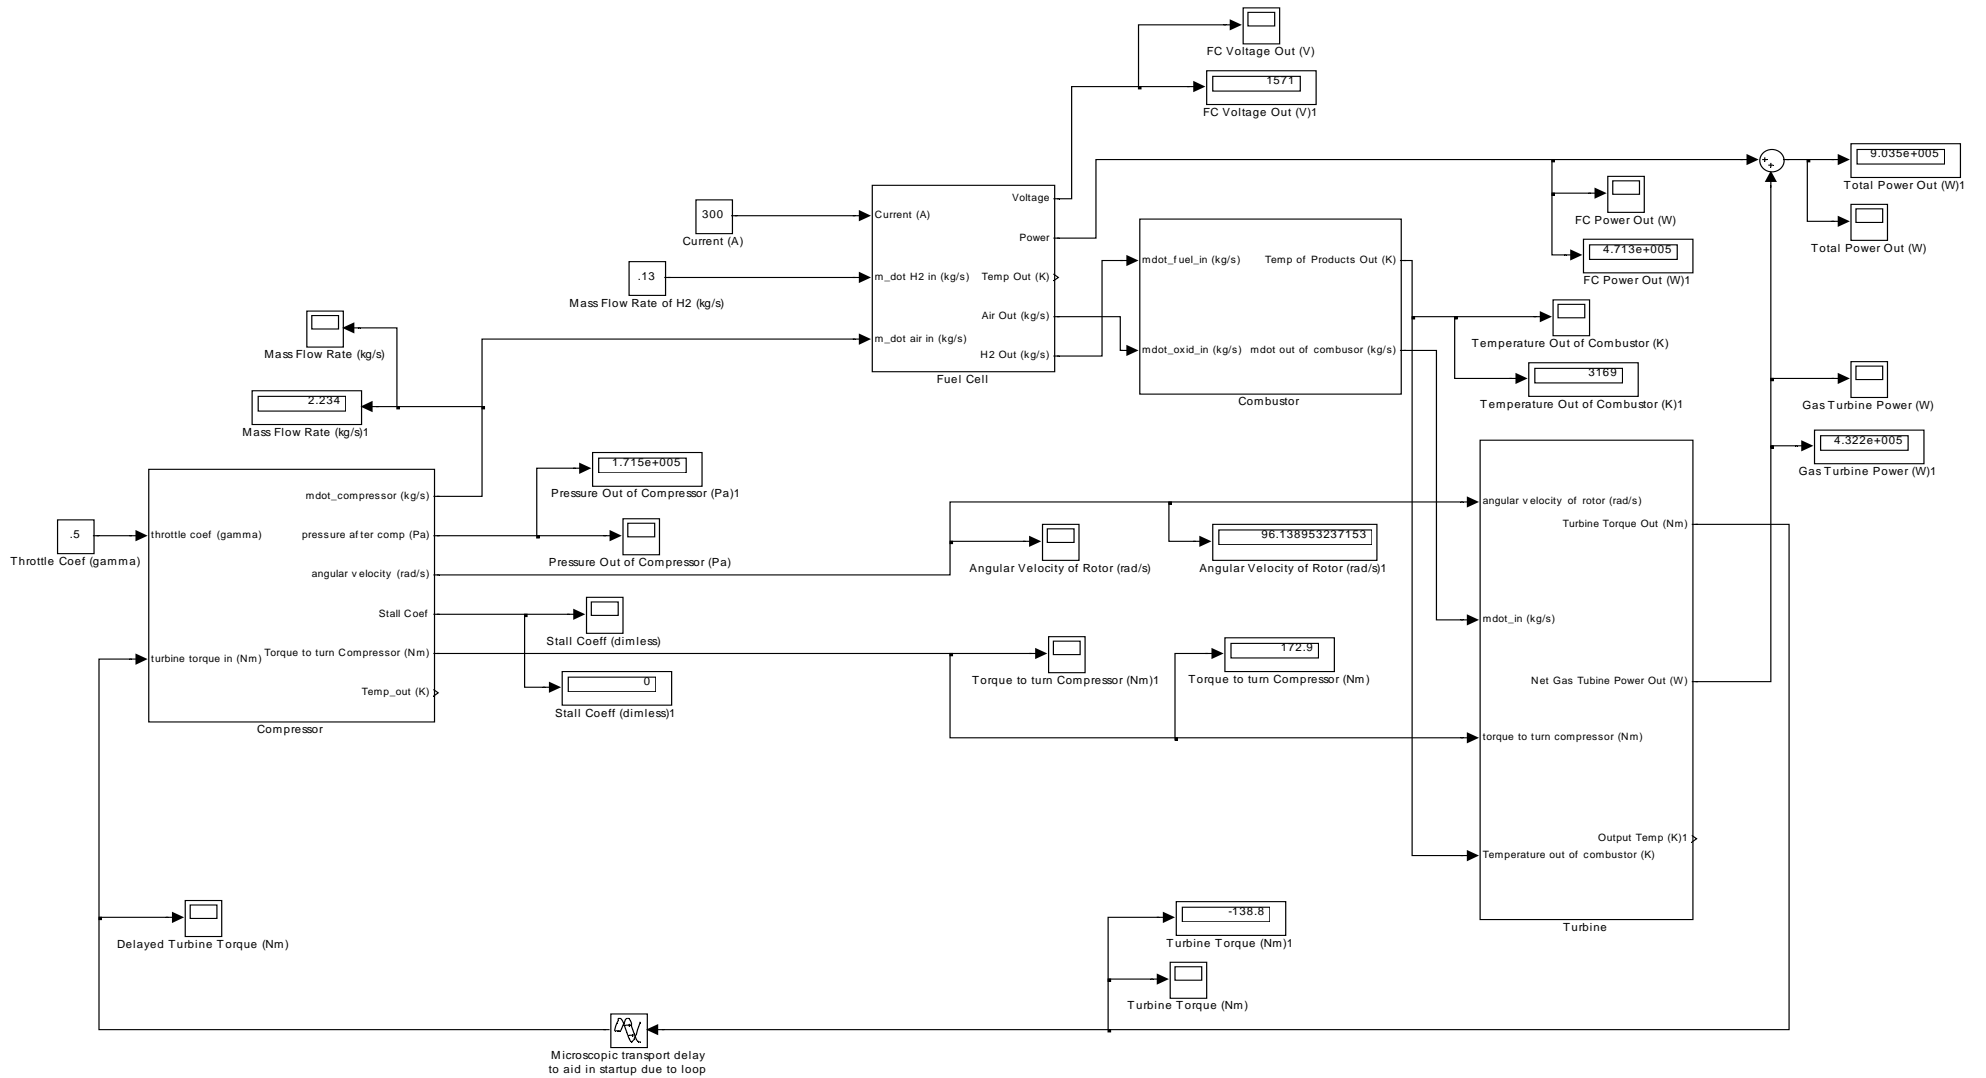 FC Voltage Out (V)
1571
FC Voltage Out (V)1
9.035e+005
Total Power Out (W)1
Total Power Out (W)
FC Power Out (W)
4.713e+005
FC Power Out (W)1
300
Current (A)
.13
Mass Flow Rate of H2 (kg/s)
Current (A)
m_dot H2 in (kg/s)
m_dot air in (kg/s)
Voltage
Power
Temp Out (K)
Air Out (kg/s)
H2 Out (kg/s)
Fuel Cell
mdot_fuel_in (kg/s)
mdot_oxid_in (kg/s)
Temp of Products Out (K)
mdot out of combusor (kg/s)
Combustor
Temperature Out of Combustor (K)
3169
Temperature Out of Combustor (K)1
Gas Turbine Power (W)
4.322e+005
Gas Turbine Power (W)1
Mass Flow Rate (kg/s)
2.234
Mass Flow Rate (kg/s)1
.5
Throttle Coef (gamma)
throttle coef (gamma)
turbine torque in (Nm)
mdot_compressor (kg/s)
pressure after comp (Pa)
angular velocity (rad/s)
Stall Coef
Torque to turn Compressor (Nm)
Temp_out (K)
Compressor
1.715e+005
Pressure Out of Compressor (Pa)1
Pressure Out of Compressor (Pa)
Stall Coeff (dimless)
0
Stall Coeff (dimless)1
Angular Velocity of Rotor (rad/s)
96.138953237153
Angular Velocity of Rotor (rad/s)1
Torque to turn Compressor (Nm)1
172.9
Torque to turn Compressor (Nm)
angular velocity of rotor (rad/s)
mdot_in (kg/s)
torque to turn compressor (Nm)
Temperature out of combustor (K)
Turbine Torque Out (Nm)
Net Gas Tubine Power Out (W)
Output Temp (K)1
Turbine
Delayed Turbine Torque (Nm)
-138.8
Turbine Torque (Nm)1
Turbine Torque (Nm)
Microscopic transport delay
to aid in startup due to loop